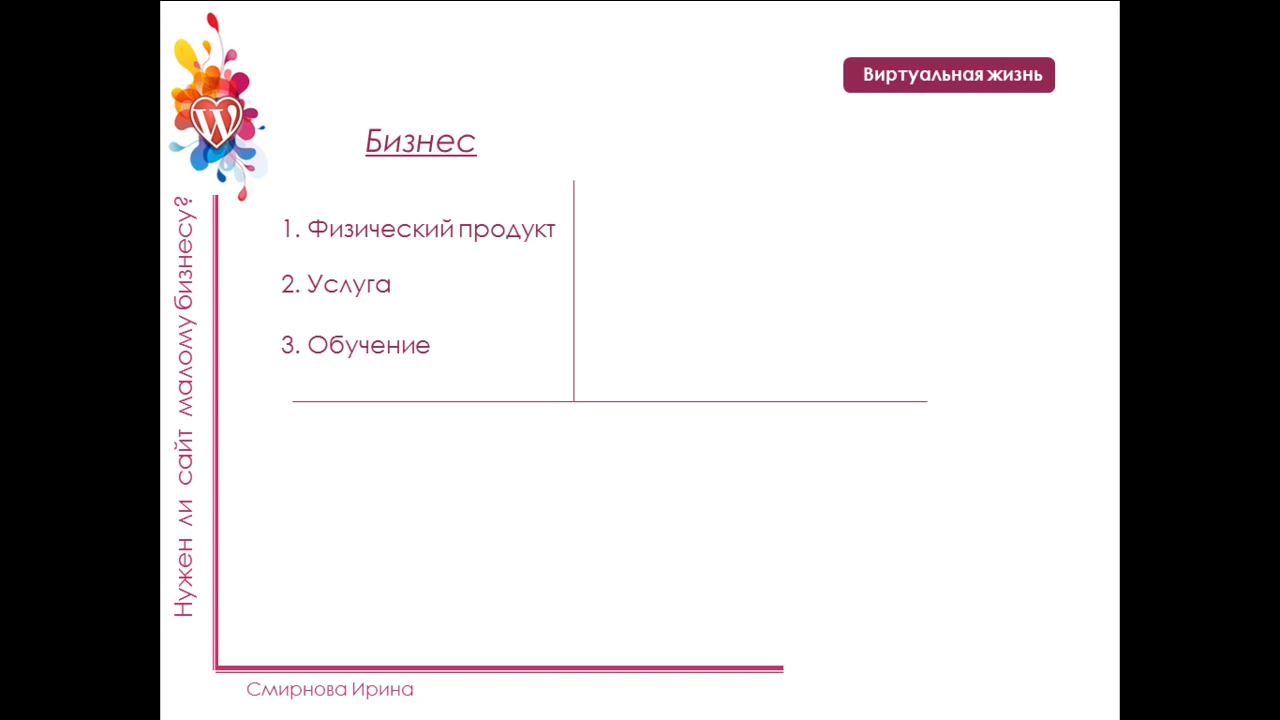 Виртуальная жизнь
Бизнес
1. Физический продукт
2. Услуга
3. Обучение
Нужен ли сайт малому бизнесу?
Смирнова Ирина
W